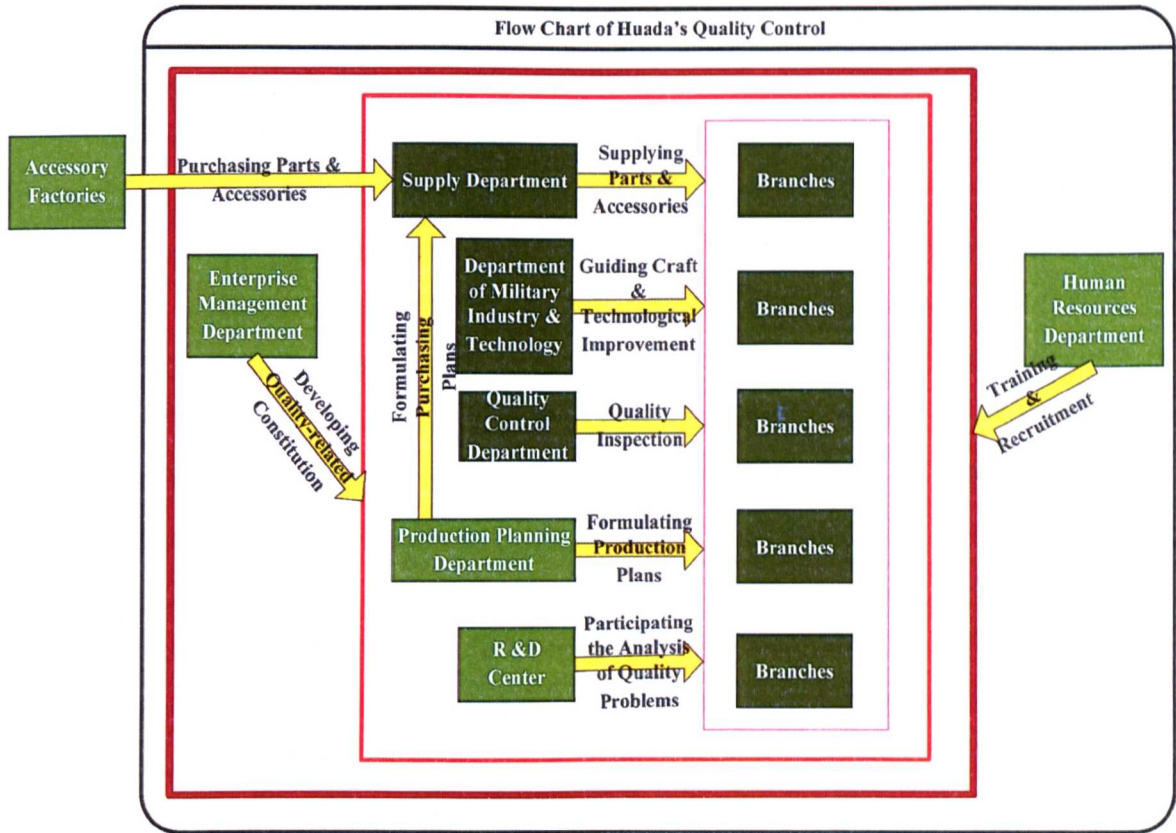 Flow Chart of Huada's Quality Control
Accessory
Factories
Purchasing Parts &
Accessories
Supply Department
Supplying
Parts &
Accessories
Branches
Enterprise
Management
Department
Developing
Quality-related
Constitution
Formulating
Purchasing
Plans
Department
of Military
Industry &
Technology
Guiding Craft
&
Technological
Improvement
Branches
Human
Resources
Department
Training
&
Recruitment
Quality
Control
Department
Quality
Inspection
Branches
Production Planning
Department
Formulating
Production
Plans
Branches
R &D
Center
Participating
the Analysis
of Quality
Problems
Branches